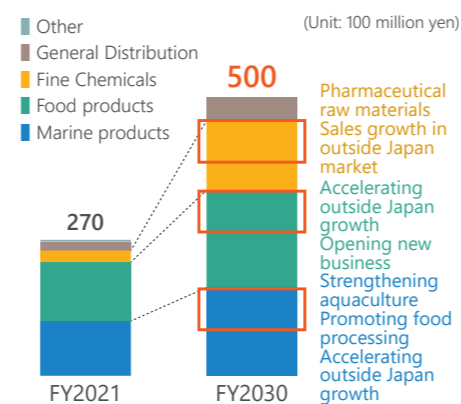 (Unit: 100 million yen)
Other
General Distribution
Fine Chemicals
Food products
Marine products
500
270
Pharmaceutical
raw materials
Sales growth in
outside Japan
market
Accelerating
outside Japan
growth
Opening new
business
Strengthening
aquaculture
Promoting food
processing
Accelerating
outside Japan
growth
FY2021
FY2030